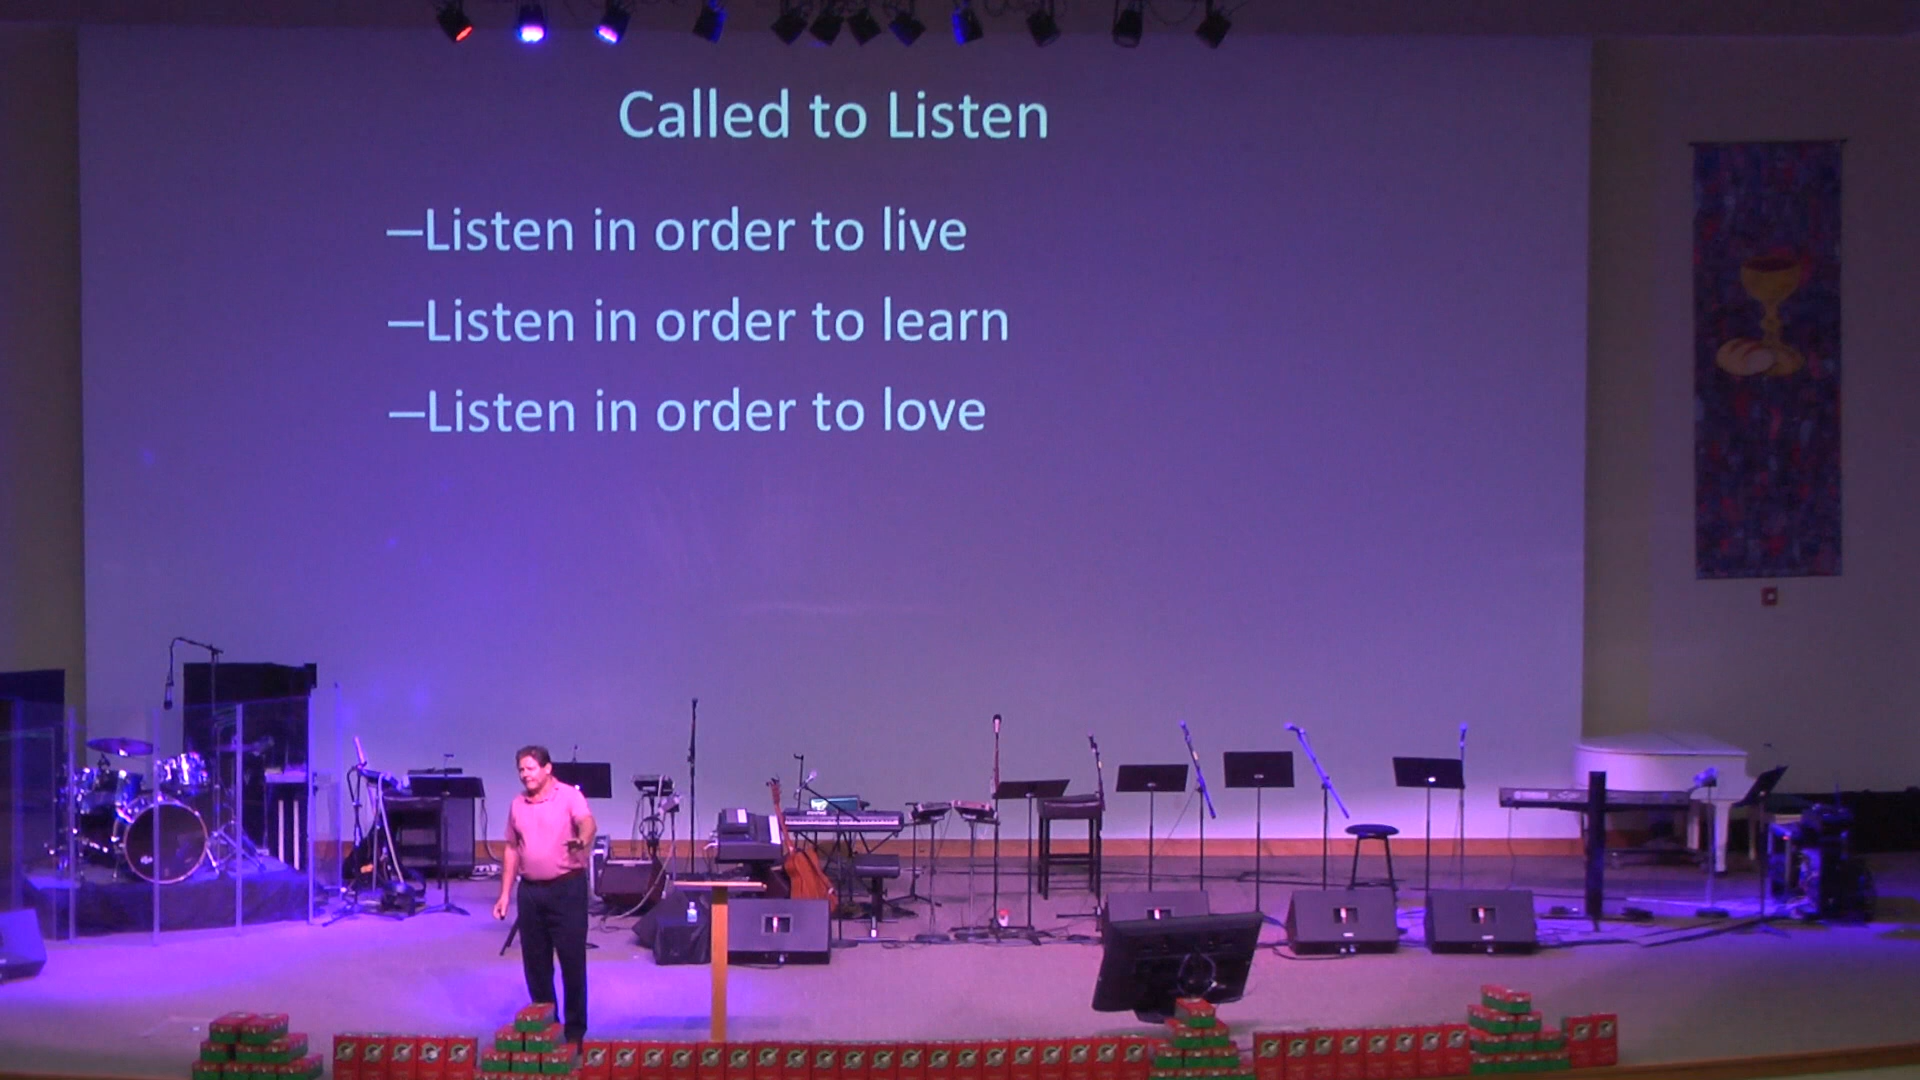 Called to Listen
–Listen in order to live
–Listen in order to learn
–Listen in order to love